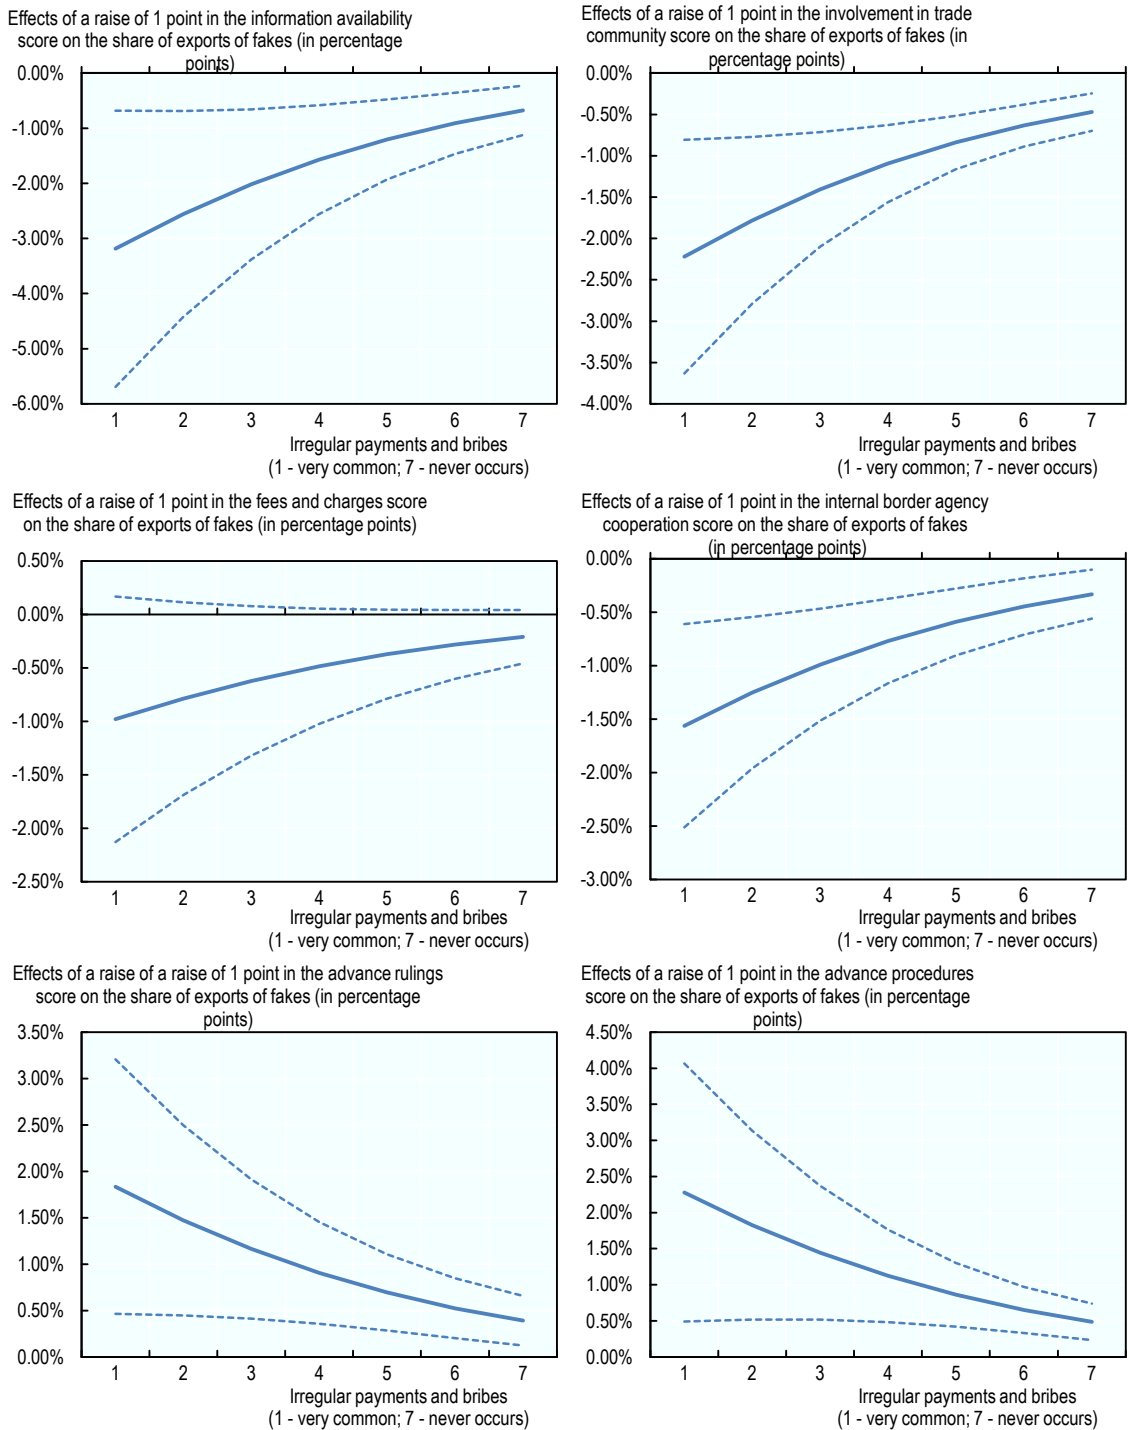 Effects of a raise of 1 point in the information availability
score on the share of exports of fakes (in percentage
points)
0.00%
-1.00%
-2.00%
-3.00%
-4.00%
-5.00%
-6.00%
1 2 3 4 5 6 7
Irregular payments and bribes
(1 - very common; 7 - never occurs)
Effects of a raise of 1 point in the involvement in trade
community score on the share of exports of fakes (in
percentage points)
0.00%
-0.50%
-1.00%
-1.50%
-2.00%
-2.50%
-3.00%
-3.50%
-4.00%
1 2 3 4 5 6 7
Irregular payments and bribes
(1 - very common; 7 - never occurs)
Effects of a raise of 1 point in the fees and charges score
on the share of exports of fakes (in percentage points)
0.50%
0.00%
-0.50%
-1.00%
-1.50%
-2.00%
-2.50%
1 2 3 4 5 6 7
Irregular payments and bribes
(1 - very common; 7 - never occurs)
Effects of a raise of 1 point in the internal border agency
cooperation score on the share of exports of fakes
(in percentage points)
0.00%
-0.50%
-1.00%
-1.50%
-2.00%
-2.50%
-3.00%
1 2 3 4 5 6 7
Irregular payments and bribes
(1 - very common; 7 - never occurs)
Effects of a raise of a raise of 1 point in the advance rulings
score on the share of exports of fakes (in percentage
points)
3.50%
3.00%
2.50%
2.00%
1.50%
1.00%
0.50%
0.00%
1 2 3 4 5 6 7
Irregular payments and bribes
(1 - very common; 7 - never occurs)
Effects of a raise of 1 point in the advance procedures
score on the share of exports of fakes (in percentage
points)
4.50%
4.00%
3.50%
3.00%
2.50%
2.00%
1.50%
1.00%
0.50%
0.00%
1 2 3 4 5 6 7
Irregular payments and bribes
(1 - very common; 7 - never occurs)